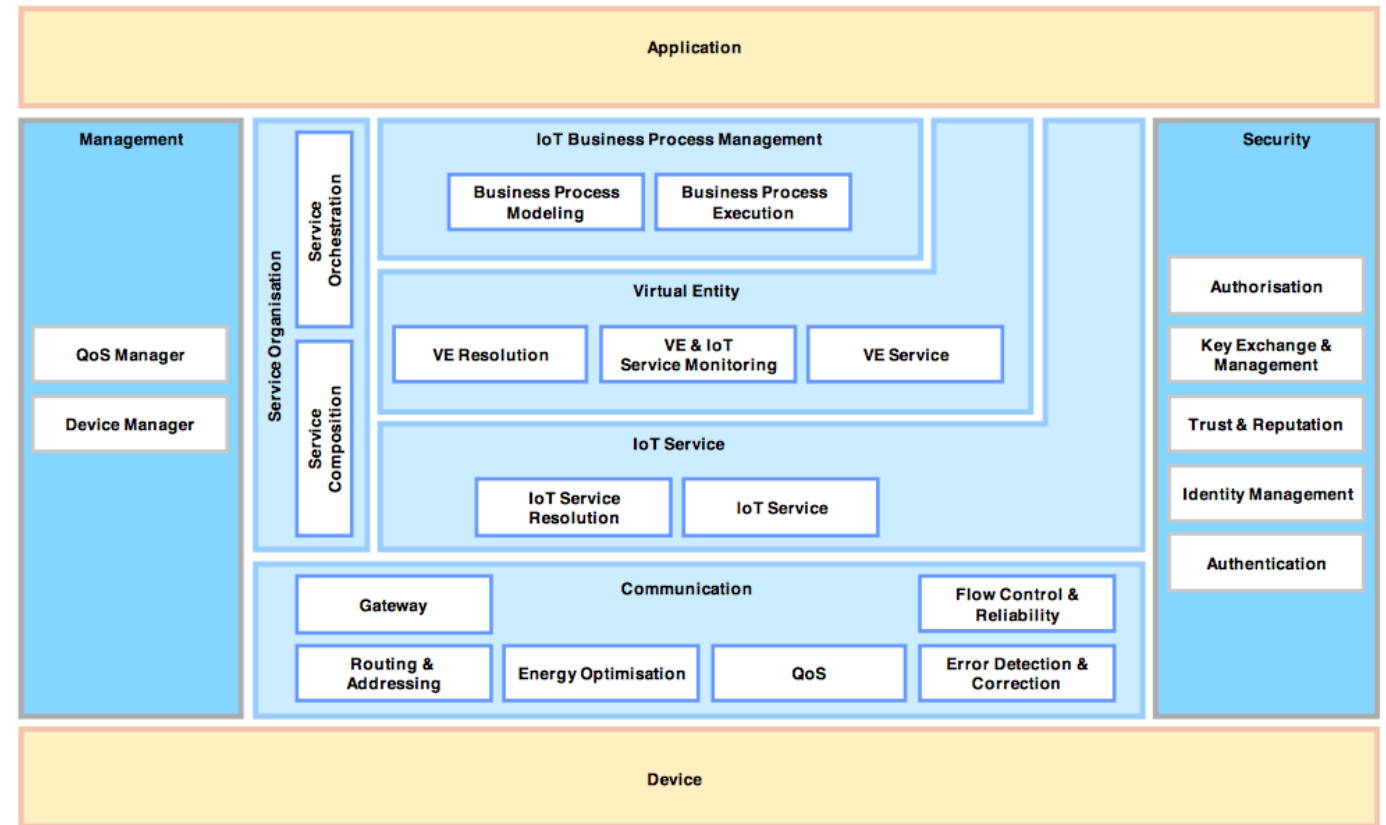 Application
Management
QoS Manager
Device Manager
Service Organisation
Service
Orchestration
Service
Composition
IoT Business Process Management
Business Process
Modeling
Business Process
Execution
Virtual Entity
VE Resolution
VE & IoT
Service Monitoring
VE Service
IoT Service
IoT Service
Resolution
IoT Service
Communication
Gateway
Flow Control &
Reliability
Routing &
Addressing
Energy Optimisation
QoS
Error Detection &
Correction
Security
Authorisation
Key Exchange &
Management
Trust & Reputation
Identity Management
Authentication
Device